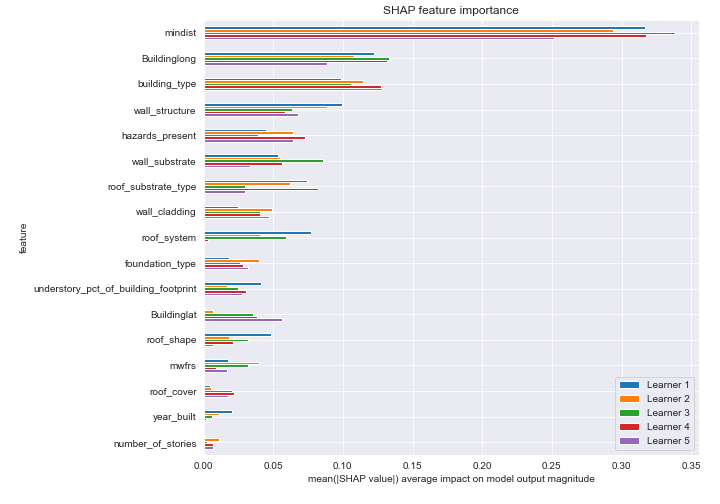 SHAP feature importance
mindist
Buildinglong
building_type
wall_structure
hazards_present
wall_substrate
roof_substrate_type
wall_cladding
roof_system
foundation_type
understory_pct_of_building_footprint
Buildinglat
roof_shape
mwfrs
roof_cover
year_built
number_of_stories
feature
Learner 1
Learner 2
Learner 3
Learner 4
Learner 5
0.00 0.05 0.10 0.15 0.20 0.25 0.30 0.35
mean(|SHAP value|) average impact on model output magnitude